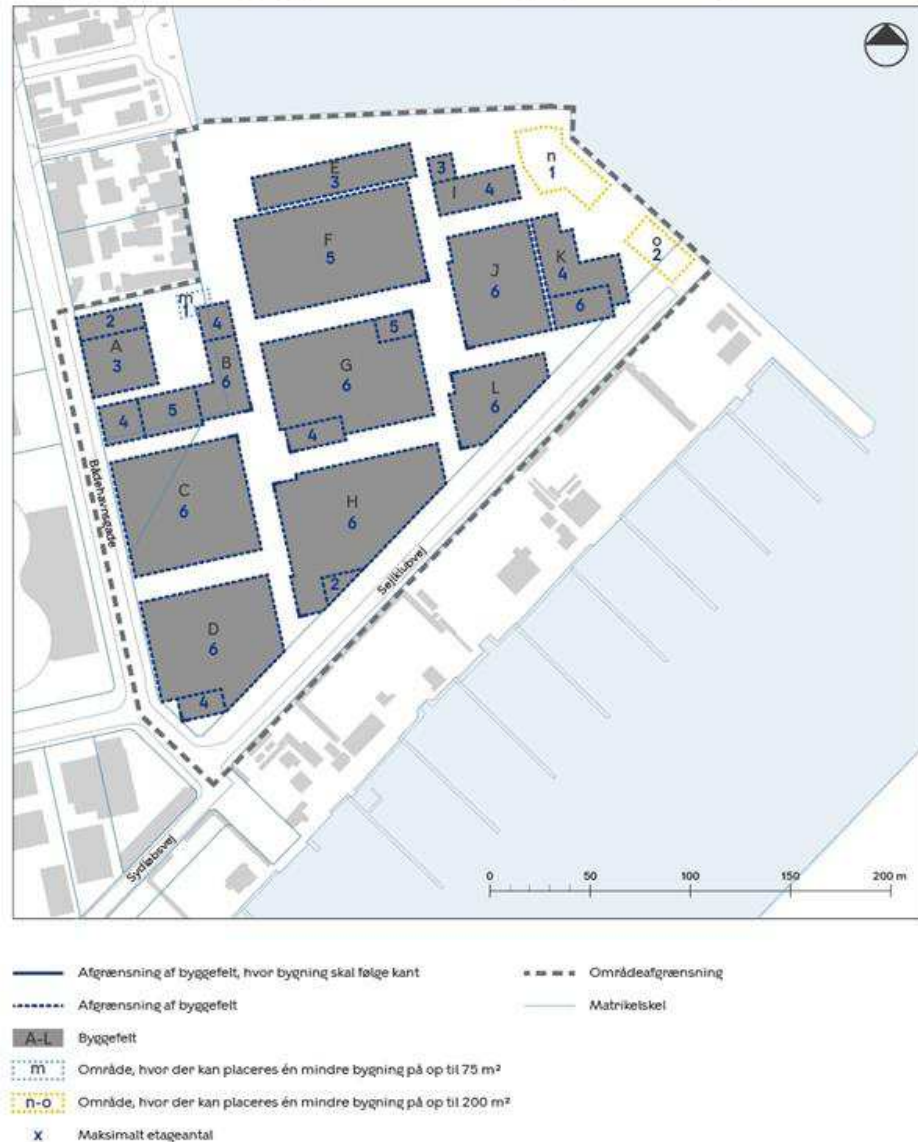 E
3
3
I
4
n
1
F
5
o
2
J
6
K
4
6
m
1
2
A
3
4
B
6
5
G
6
4
L
6
4
5
C
6
H
6
2
D
6
4
Bådehavnsgade
Sejlklubvej
Sydløbsvej
0 50 100 150 200 m
Afgrænsning af byggefelt, hvor bygning skal følge kant
Afgrænsning af byggefelt
A-L Byggefelt
m Område, hvor der kan placeres én mindre bygning på op til 75 m²
n-o Område, hvor der kan placeres én mindre bygning på op til 200 m²
x Maksimalt etageantal
Områdeafgrænsning
Matrikelskel